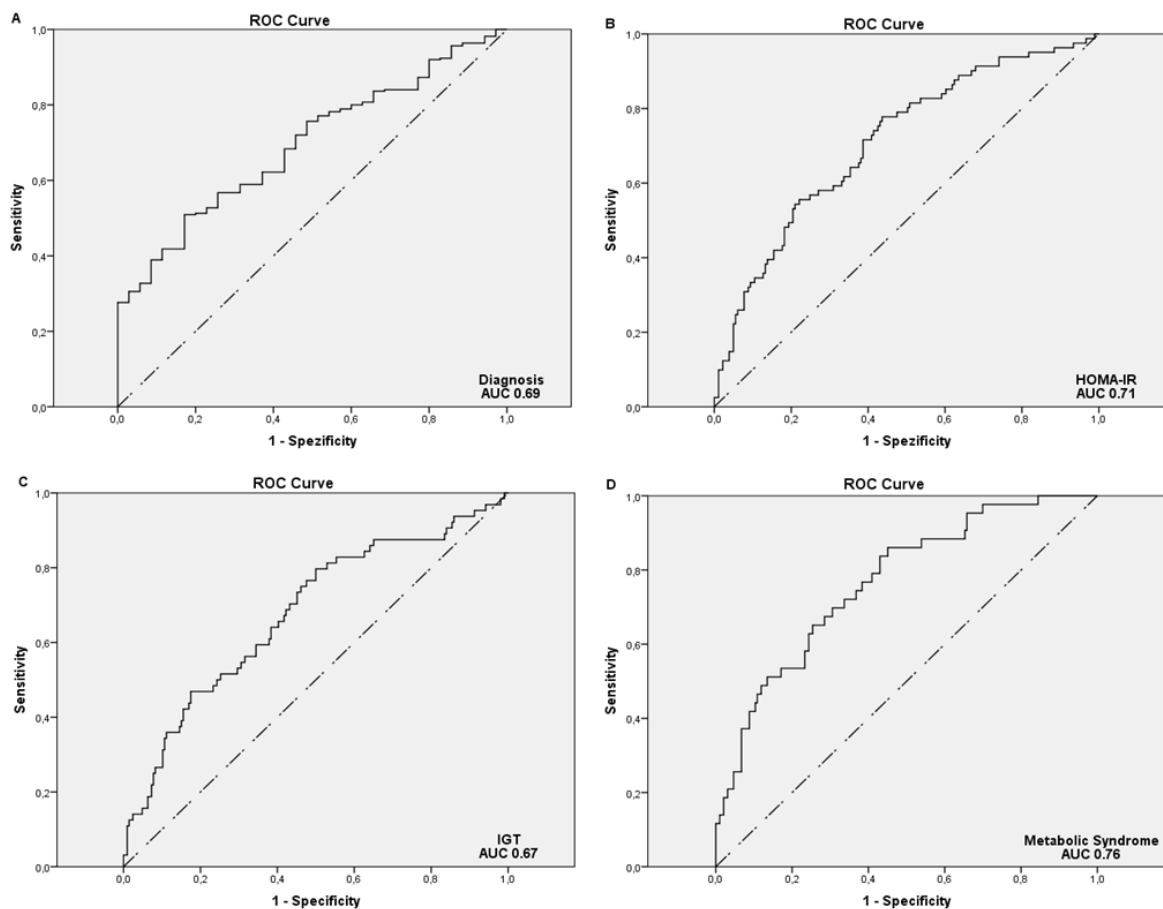 A
ROC Curve
Sensitiviy
1,0
0,8
0,6
0,4
0,2
0,0
Diagnosis
AUC 0.69
0,0 0,2 0,4 0,6 0,8 1,0
1 - Spezificity
B
ROC Curve
Sensitiviy
1,0
0,8
0,6
0,4
0,2
0,0
HOMA-IR
AUC 0.71
0,0 0,2 0,4 0,6 0,8 1,0
1 - Spezificity
C
ROC Curve
Sensitivity
1,0
0,8
0,6
0,4
0,2
0,0
IGT
AUC 0.67
0,0 0,2 0,4 0,6 0,8 1,0
1 - Specificity
D
ROC Curve
Sensitivity
1,0
0,8
0,6
0,4
0,2
0,0
Metabolic Syndrome
AUC 0.76
0,0 0,2 0,4 0,6 0,8 1,0
1 - Specificity